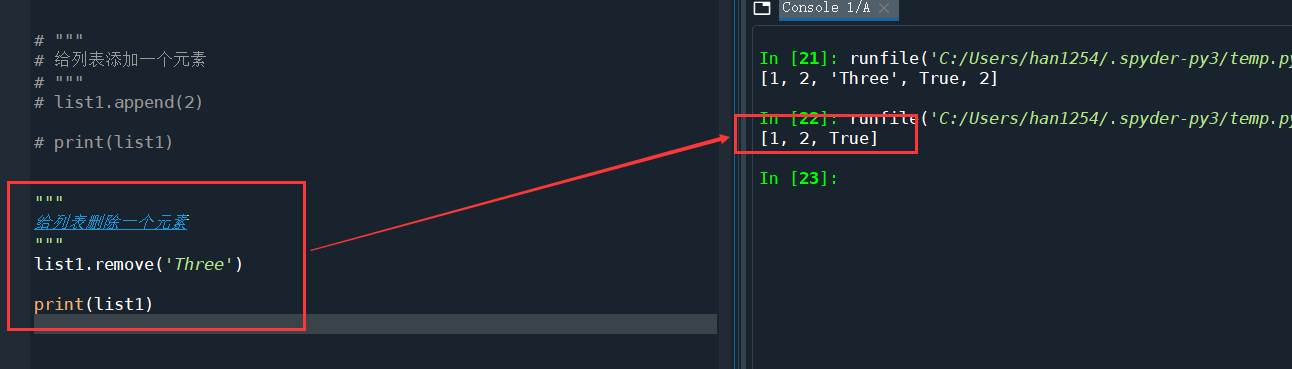 # """
# 给列表添加一个元素
# """
# list1.append(2)
# print(list1)
"""
给列表删除一个元素
"""
list1.remove('Three')
print(list1)
Console 1/A
In [21]: runfile('C:/Users/han1254/.spyder-py3/temp.py
[1, 2, 'Three', True, 2]
In [22]: runfile('C:/Users/han1254/.spyder-py3/temp.py
[1, 2, True]
In [23]: